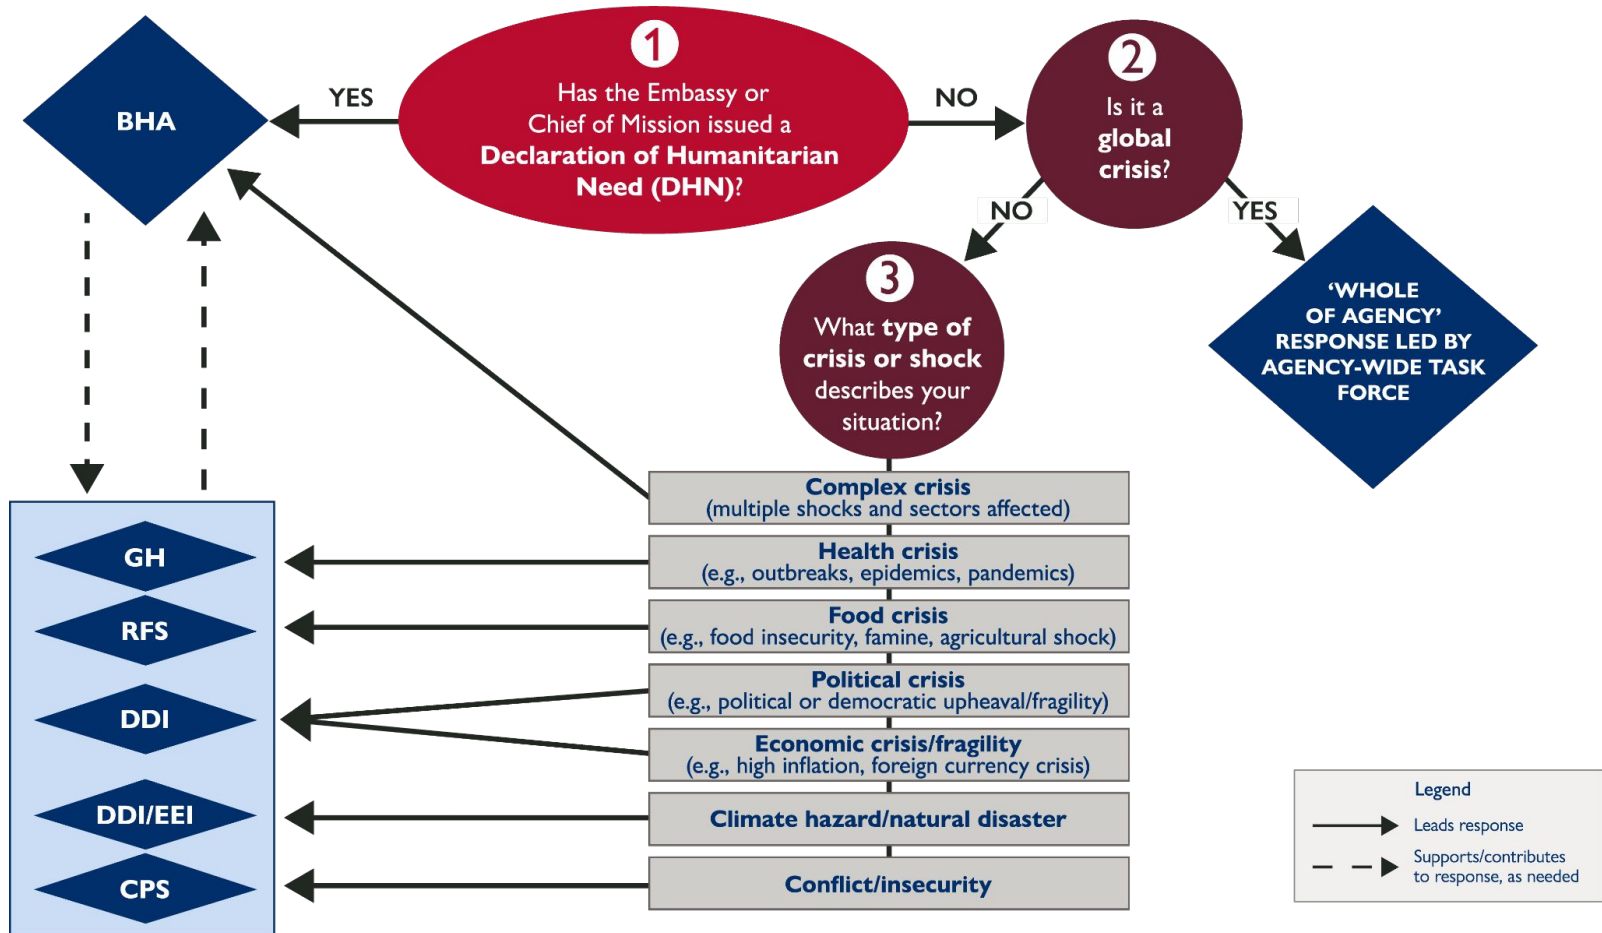 BHA
YES
1
Has the Embassy or
Chief of Mission issued a
Declaration of Humanitarian
Need (DHN)?
NO
2
Is it a
global
crisis?
NO
YES
3
What type of
crisis or shock
describes your
situation?
‘WHOLE
OF AGENCY’
RESPONSE LED BY
AGENCY-WIDE TASK
FORCE
Complex crisis
(multiple shocks and sectors affected)
Health crisis
(e.g., outbreaks, epidemics, pandemics)
Food crisis
(e.g., food insecurity, famine, agricultural shock)
Political crisis
(e.g., political or democratic upheaval/fragility)
Economic crisis/fragility
(e.g., high inflation, foreign currency crisis)
Climate hazard/natural disaster
Conflict/insecurity
GH
RFS
DDI
DDI/EEI
CPS
Legend
Leads response
Supports/contributes
to response, as needed